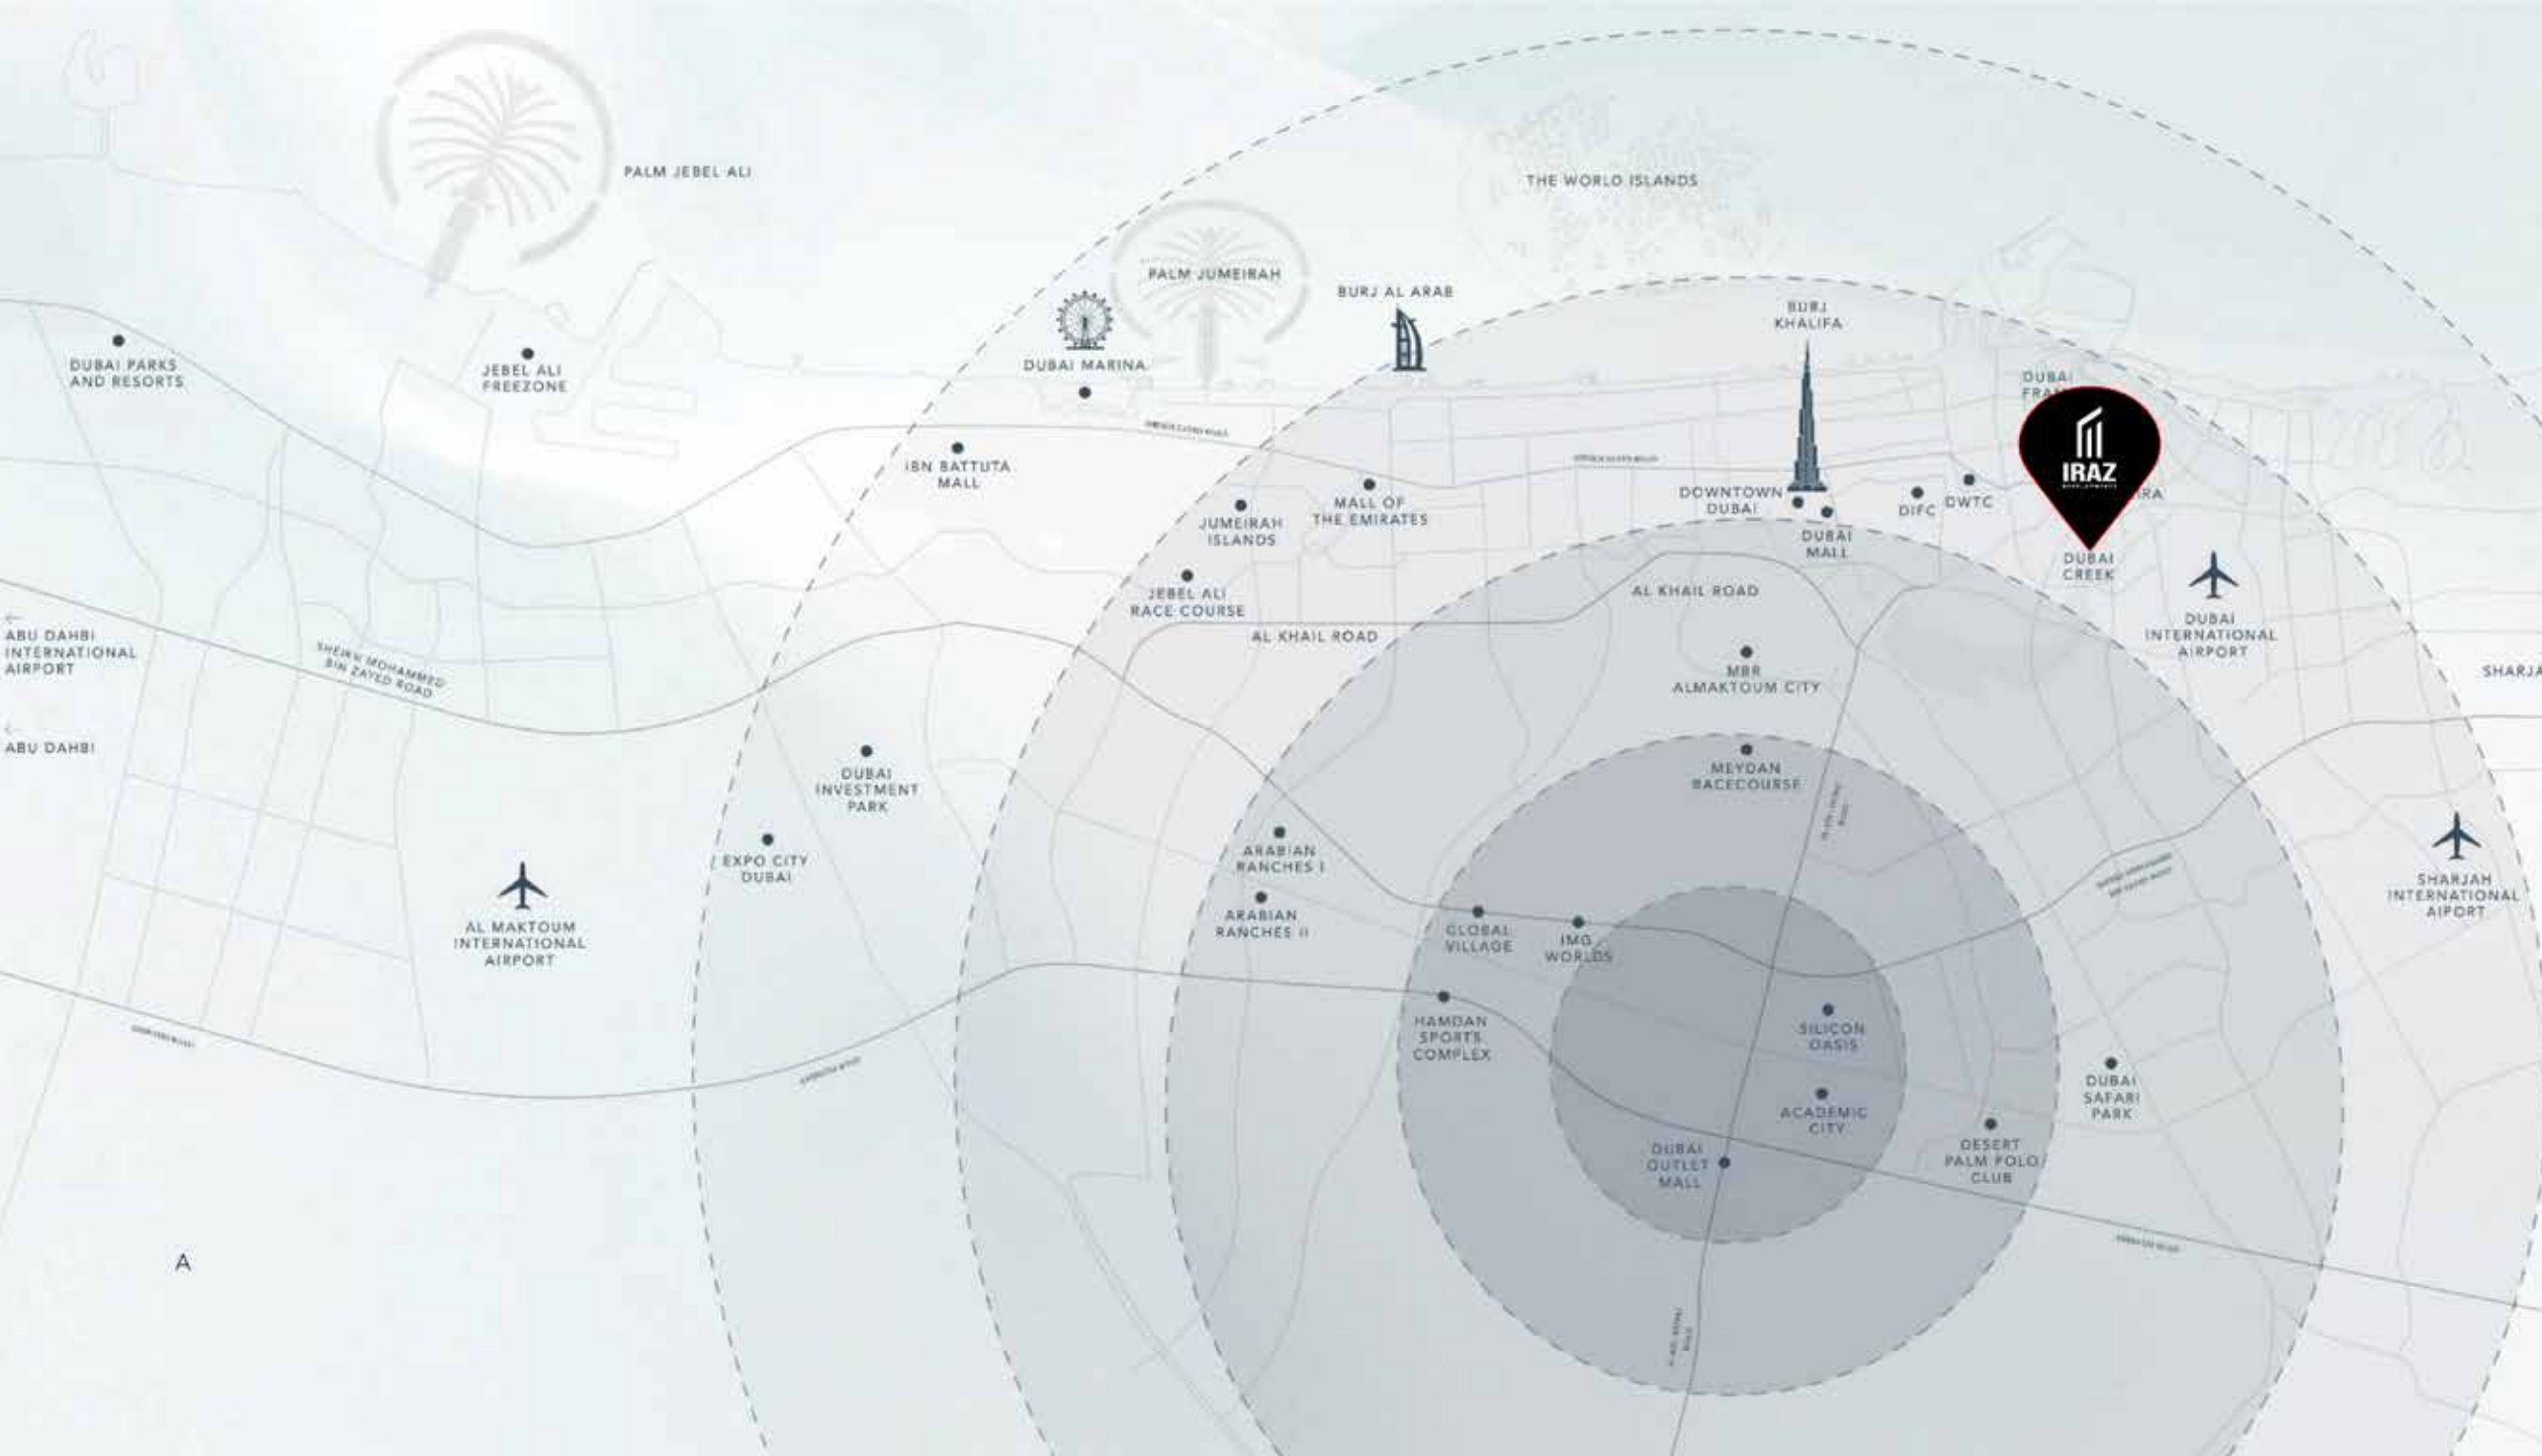 PALM JEBEL ALI
THE WORLD ISLANDS
PALM JUMEIRAH
BURJ AL ARAB
BURJ
KHALIFA
DUBAI PARKS
AND RESORTS
JEBEL ALI
FREEZONE
DUBAI MARINA
DUBAI
IRAZ
IBN BATTUTA
MALL
JUMEIRAH
ISLANDS
MALL OF
THE EMIRATES
DOWNTOWN
DUBAI
DIFC
DWTC
DUBAI
MALL
DUBAI
CREEK
JEBEL ALI
RACE COURSE
AL KHAIL ROAD
AL KHAIL ROAD
DUBAI
INTERNATIONAL
AIRPORT
ABU DAHBI
INTERNATIONAL
AIRPORT
SHEIKH MOHAMMED
BIN ZAYED ROAD
MBR
ALMAKTOUM CITY
SHARJA
ABU DAHBI
DUBAI
INVESTMENT
PARK
MEYDAN
RACECOURSE
EXPO CITY
DUBAI
ARABIAN
RANCHES I
ARABIAN
RANCHES II
AL MAKTOUM
INTERNATIONAL
AIRPORT
GLOBAL
VILLAGE
IMG
WORLDS
SHARJAH
INTERNATIONAL
AIPORT
HAMDAN
SPORTS
COMPLEX
SILICON
OASIS
ACADEMIC
CITY
DUBAI
SAFARI
PARK
DUBAI
OUTLET
MALL
DESERT
PALM POLO
CLUB
A